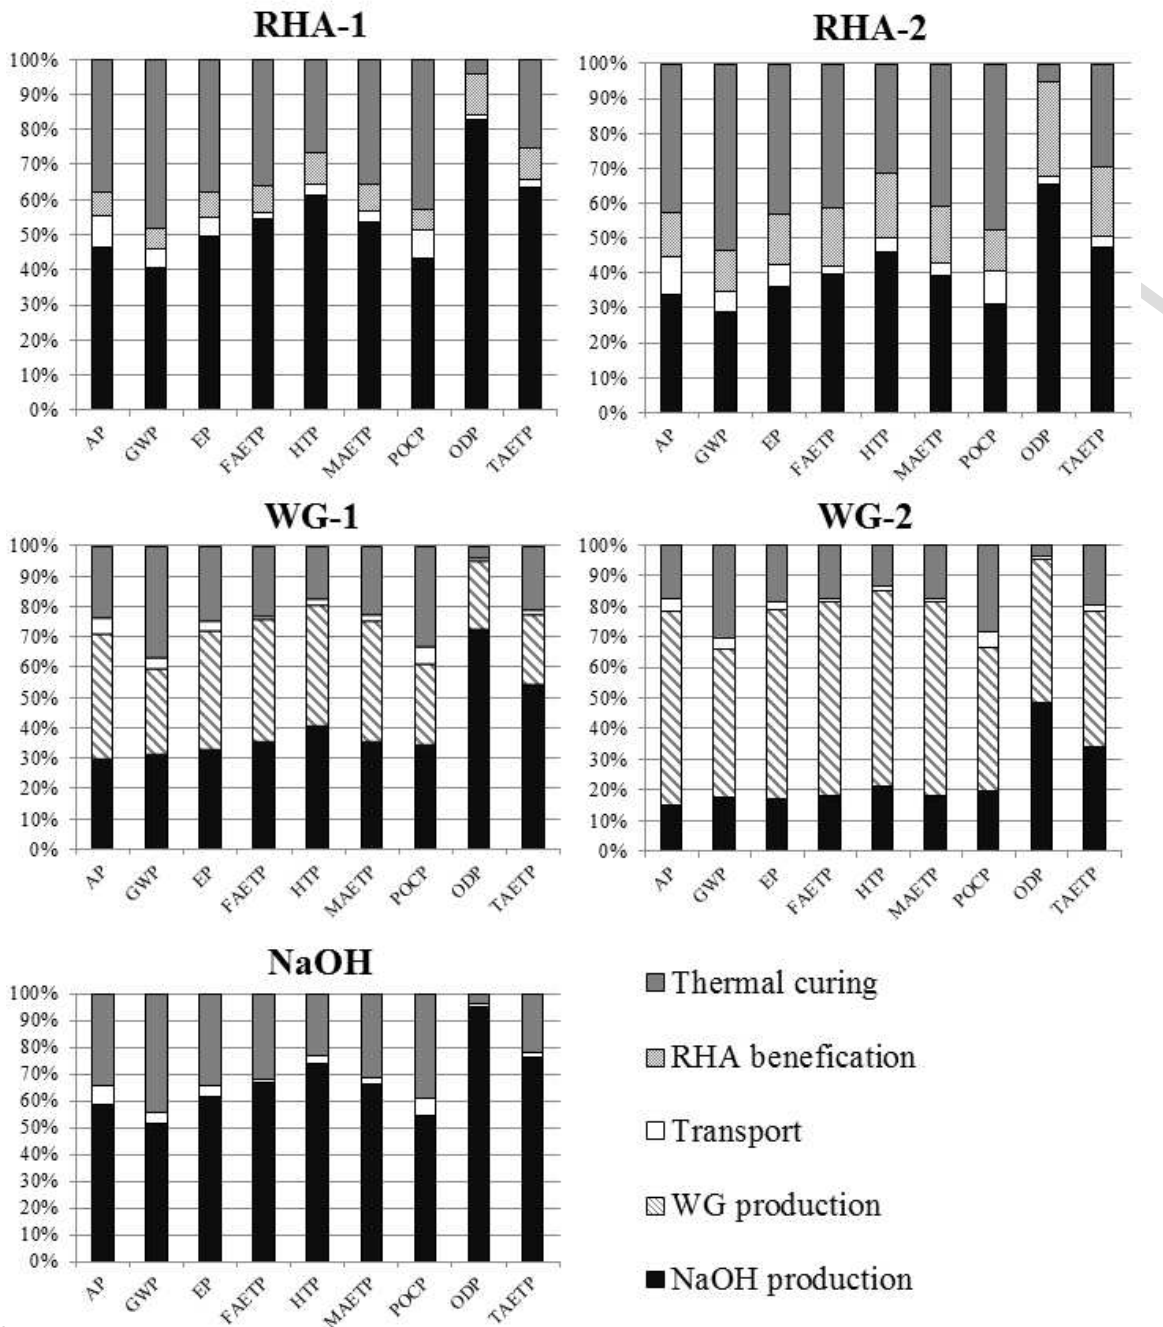 RHA-1
100%
90%
80%
70%
60%
50%
40%
30%
20%
10%
0%
AP
GWP
EP
FAETP
HTP
MAETP
POCP
ODP
TAETP
RHA-2
100%
90%
80%
70%
60%
50%
40%
30%
20%
10%
0%
AP
GWP
EP
FAETP
HTP
MAETP
POCP
ODP
TAETP
WG-1
100%
90%
80%
70%
60%
50%
40%
30%
20%
10%
0%
AP
GWP
EP
FAETP
HTP
MAETP
POCP
ODP
TAETP
WG-2
100%
90%
80%
70%
60%
50%
40%
30%
20%
10%
0%
AP
GWP
EP
FAETP
HTP
MAETP
POCP
ODP
TAETP
NaOH
100%
90%
80%
70%
60%
50%
40%
30%
20%
10%
0%
AP
GWP
EP
FAETP
HTP
MAETP
POCP
ODP
TAETP
Thermal curing
RHA benefication
Transport
WG production
NaOH production